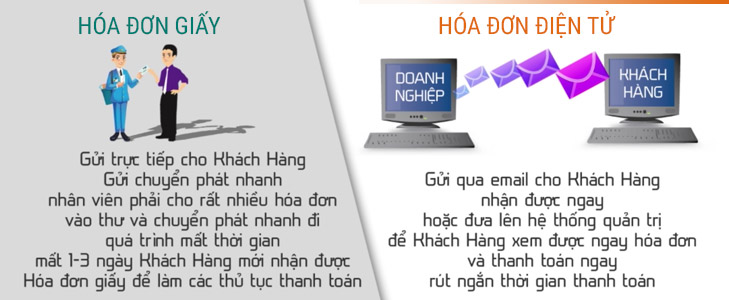 HÓA ĐƠN GIẤY
Gửi trực tiếp cho Khách Hàng
Gửi chuyển phát nhanh
nhân viên phải cho rất nhiều hóa đơn
vào thư và chuyển phát nhanh đi
quá trình mất thời gian
mất 1-3 ngày Khách Hàng mới nhận được
Hóa đơn giấy để làm các thủ tục thanh toán
HÓA ĐƠN ĐIỆN TỬ
DOANH
NGHIỆP
KHÁCH
HÀNG
Gửi qua email cho Khách Hàng
nhận được ngay
hoặc đưa lên hệ thống quản trị
để Khách Hàng xem được ngay hóa đơn
và thanh toán ngay
rút ngắn thời gian thanh toán